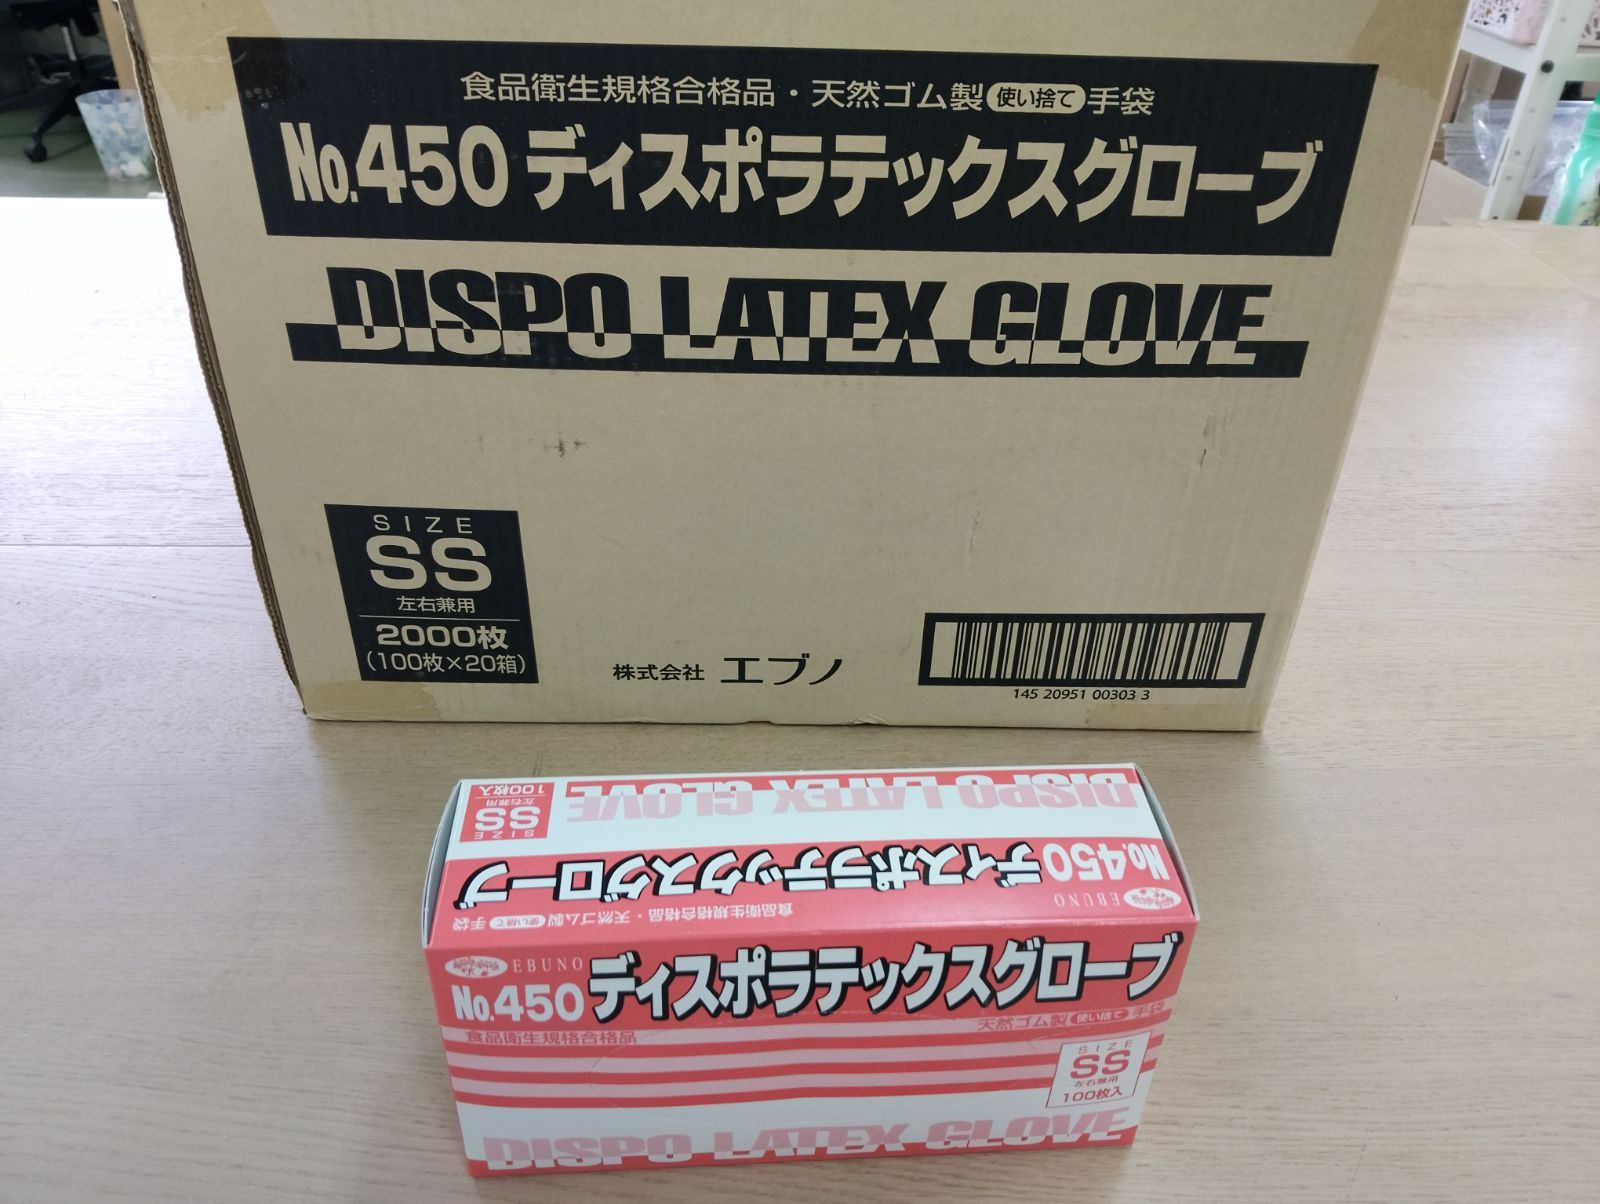 食品衛生規格合格品・天然ゴム製 使い捨て 手袋
No.450 ディスポラテックスグローブ
DISPO LATEX GLOVE
SIZE
SS
左右兼用
2000枚
(100枚×20箱)
株式会社 エブノ
145 20951 00303 3
DISPO LATEX GLOVE
SIZE
SS
左右兼用
100枚入
No.450 ディスポラテックスグローブ
EBUNO
食品衛生規格合格品・天然ゴム製 使い捨て 手袋
EBUNO
No.450 ディスポラテックスグローブ
食品衛生規格合格品
天然ゴム製 使い捨て 手袋
SIZE
SS
左右兼用
100枚入
DISPO LATEX GLOVE